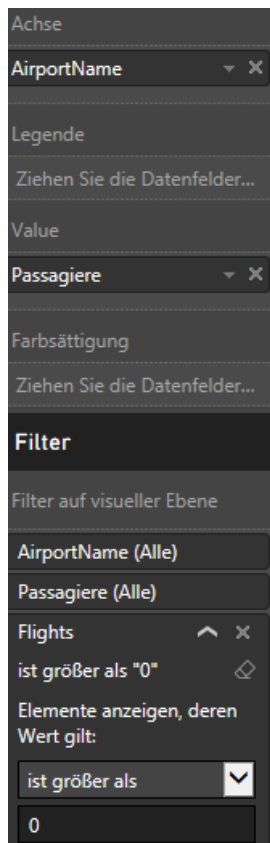 Achse
AirportName
Legende
Ziehen Sie die Datenfelder...
Value
Passagiere
Farbsättigung
Ziehen Sie die Datenfelder...
Filter
Filter auf visueller Ebene
AirportName (Alle)
Passagiere (Alle)
Flights
ist größer als "0"
Elemente anzeigen, deren
Wert gilt:
ist größer als
0